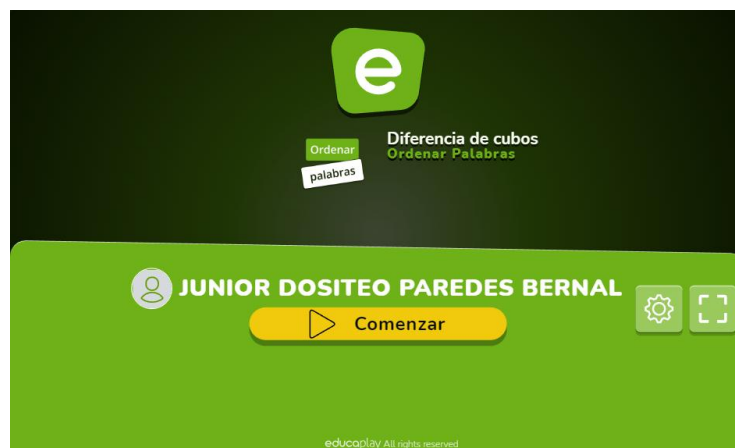 e
Ordenar
palabras
Diferencia de cubos
Ordenar Palabras
JUNIOR DOSITEO PAREDES BERNAL
Comenzar
educaplay All rights reserved